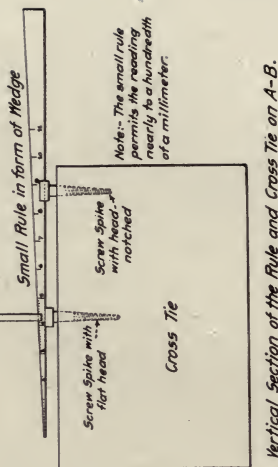 Small Rule in form of Wedge
Note:- The small rule
permits the reading
nearly to a hundredth
of a millimeter.
Screw Spike
with head
notched
Screw Spike with
flat head
Cross Tie
Vertical Section of the Rule and Cross Tie on A-B.